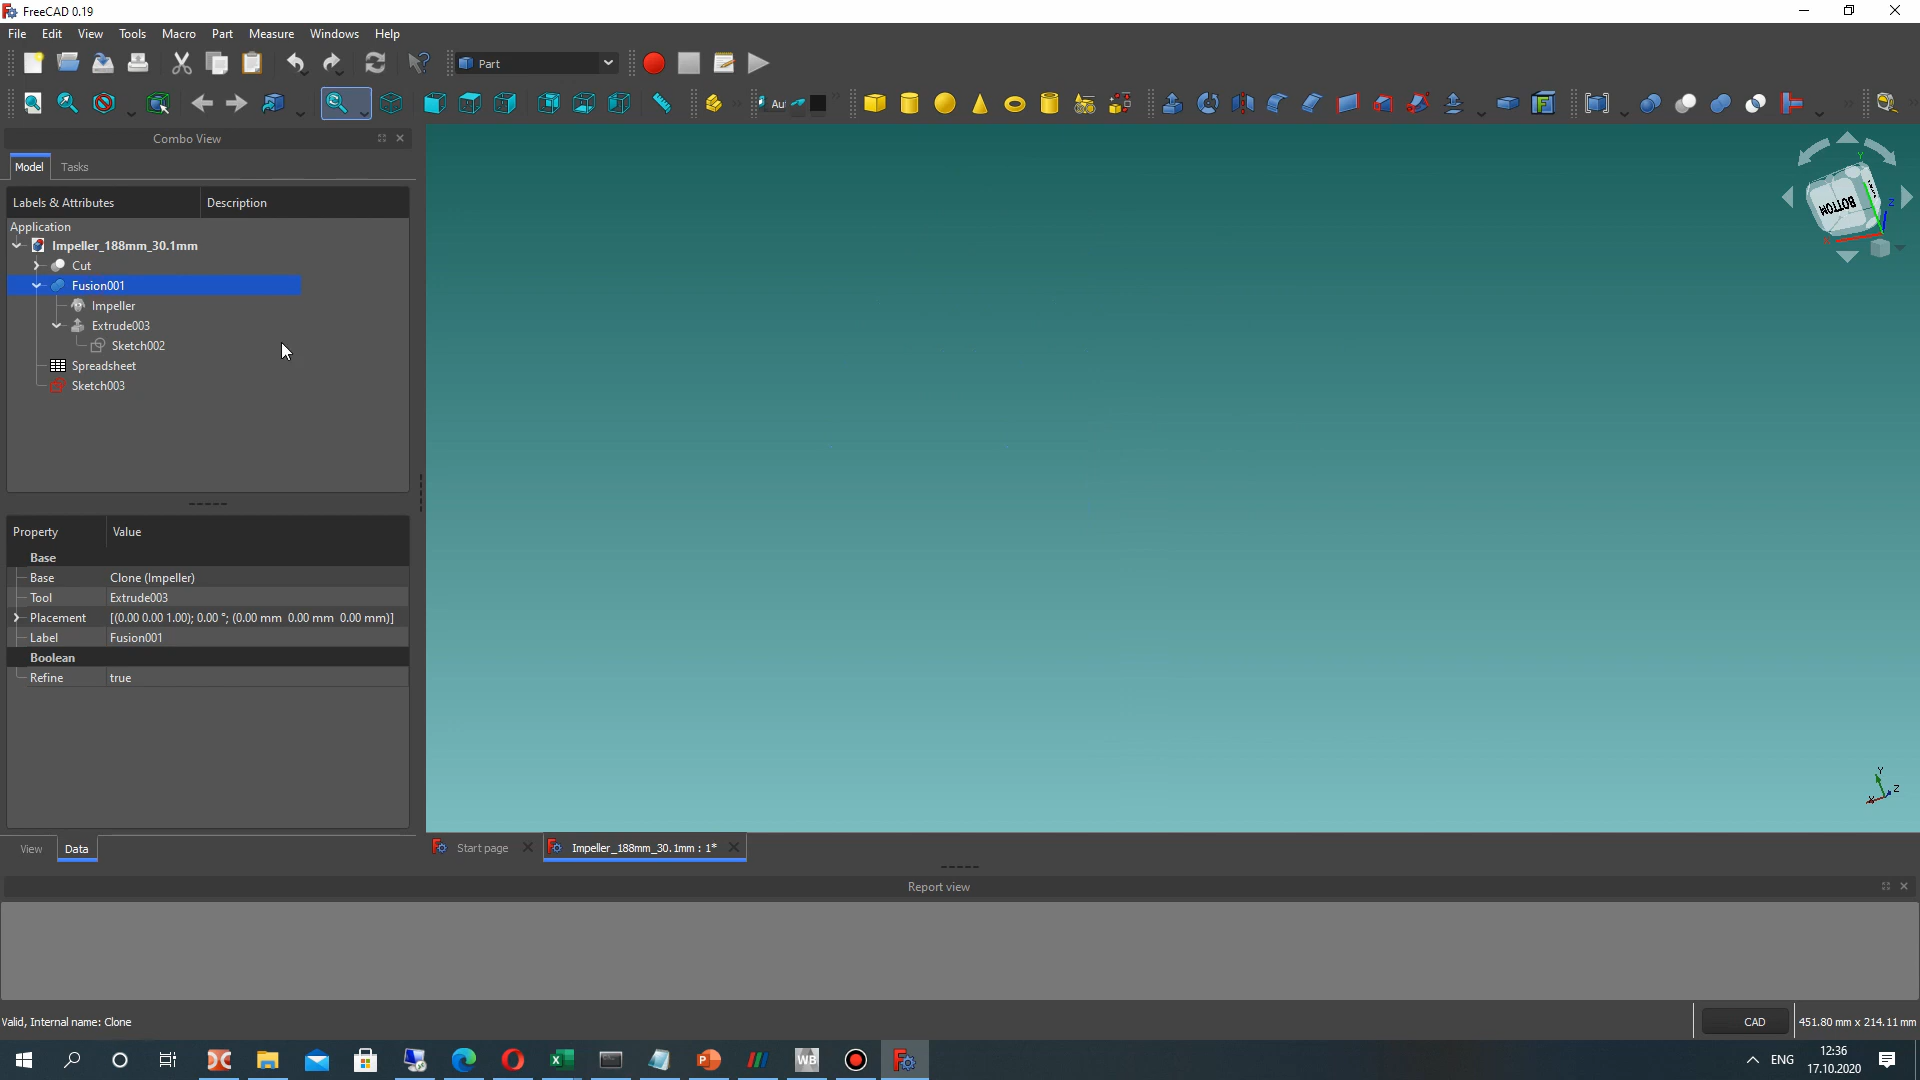 FreeCAD 0.19
File Edit View Tools Macro Part Measure Windows Help
Part
Combo View
Model Tasks
Labels & Attributes Description
Application
Impeller_188mm_30.1mm
Cut
Fusion001
Impeller
Extrude003
Sketch002
Spreadsheet
Sketch003
Property Value
Base
Base Clone (Impeller)
Tool Extrude003
Placement [(0.00 0.00 1.00); 0.00 °; (0.00 mm 0.00 mm 0.00 mm)]
Label Fusion001
Boolean
Refine true
View Data
BOTTOM
Y
Z
Y
Z
X
Start page Impeller_188mm_30.1mm : 1*
Report view
Valid, Internal name: Clone
CAD 451.80 mm x 214.11 mm
WB
ENG
12:36
17.10.2020